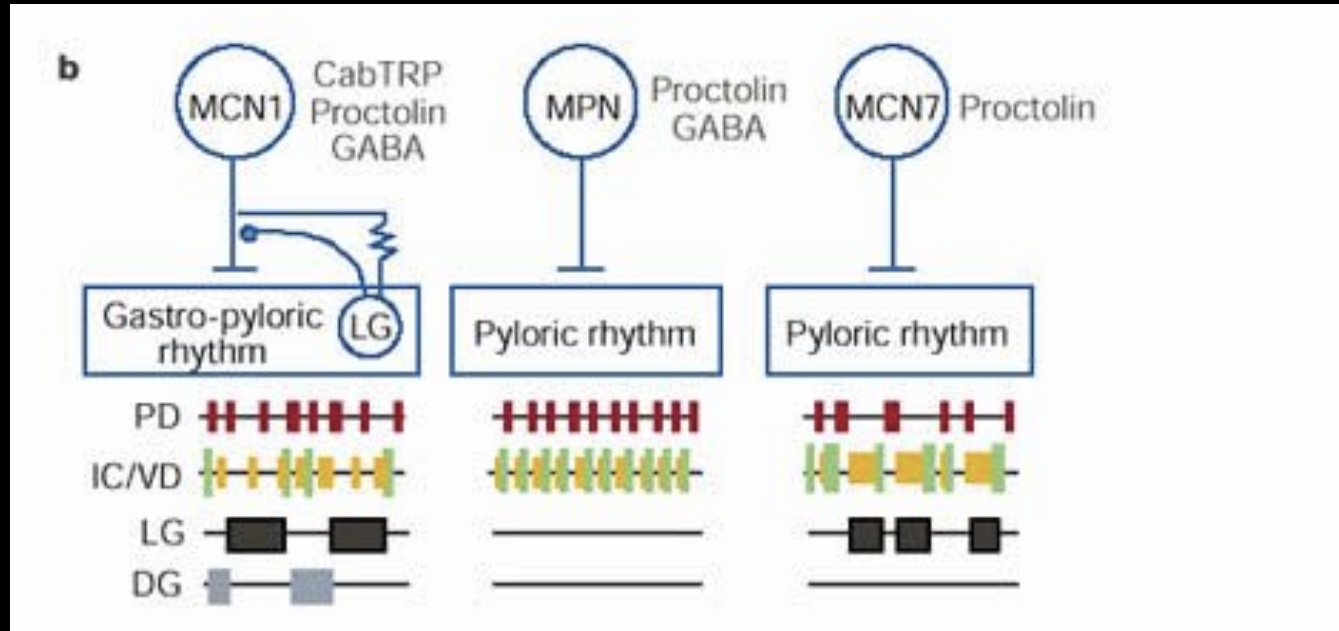 b
MCN1
CabTRP
Proctolin
GABA
MPN
Proctolin
GABA
MCN7
Proctolin
Gastro-pyloric
rhythm
LG
Pyloric rhythm
Pyloric rhythm
PD
IC/VD
LG
DG